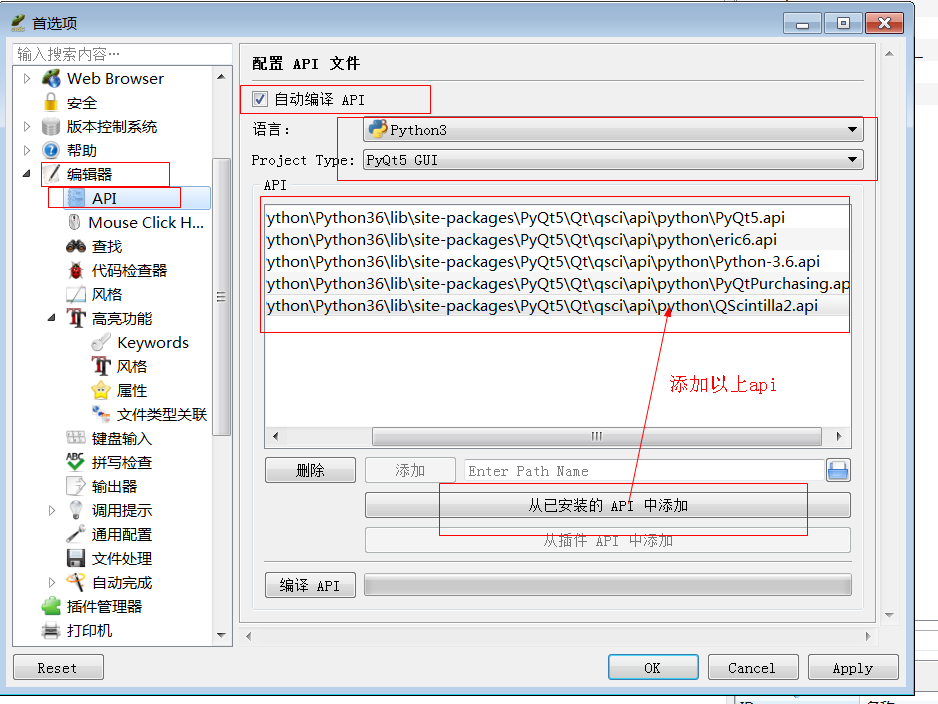 首选项
输入搜索内容…
Web Browser
安全
版本控制系统
帮助
编辑器
API
Mouse Click H...
查找
代码检查器
风格
高亮功能
Keywords
风格
属性
文件类型关联
键盘输入
拼写检查
输出器
调用提示
通用配置
文件处理
自动完成
插件管理器
打印机
配置 API 文件
自动编译 API
语言：
Python3
Project Type:
PyQt5 GUI
API
ython\Python36\lib\site-packages\PyQt5\Qt\qsci\api\python\PyQt5.api
ython\Python36\lib\site-packages\PyQt5\Qt\qsci\api\python\eric6.api
ython\Python36\lib\site-packages\PyQt5\Qt\qsci\api\python\Python-3.6.api
ython\Python36\lib\site-packages\PyQt5\Qt\qsci\api\python\PyQtPurchasing.ap
ython\Python36\lib\site-packages\PyQt5\Qt\qsci\api\python\QScintilla2.api
添加以上api
删除
添加
Enter Path Name
从已安装的 API 中添加
从插件 API 中添加
编译 API
Reset
OK
Cancel
Apply